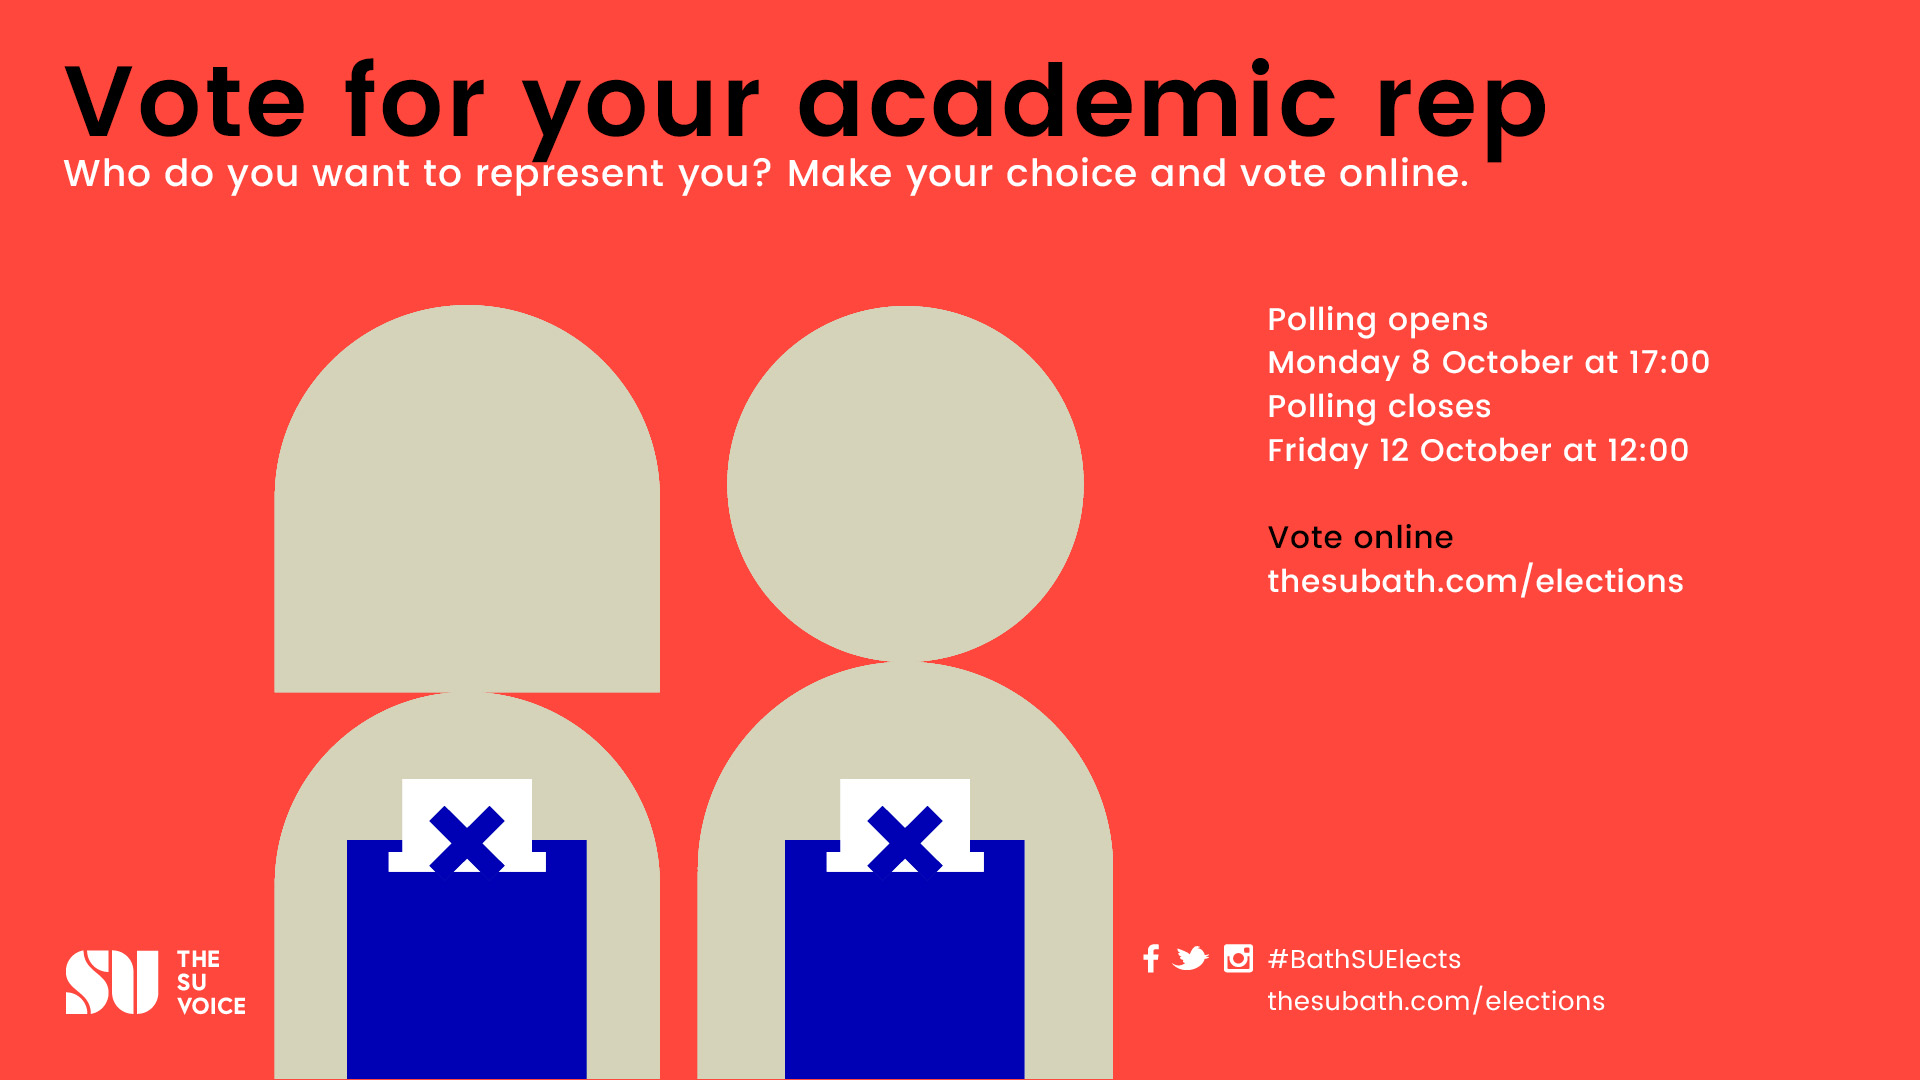 Vote for your academic rep
Who do you want to represent you? Make your choice and vote online.
Polling opens
Monday 8 October at 17:00
Polling closes
Friday 12 October at 12:00
Vote online
thesubath.com/elections
SU
THE
SU
VOICE
#BathSUElects
thesubath.com/elections